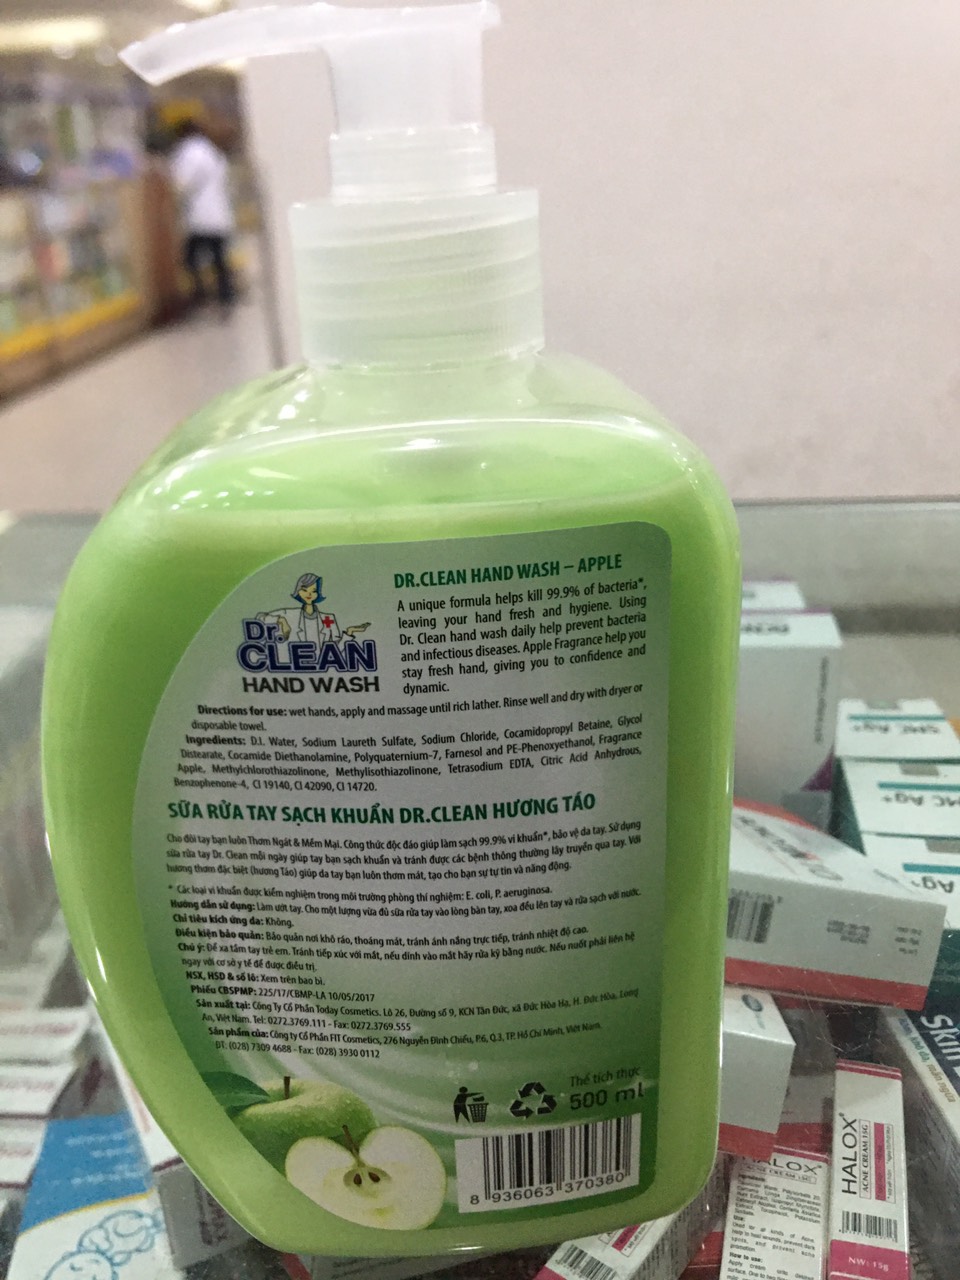 DR.CLEAN HAND WASH – APPLE
Dr.
CLEAN
HAND WASH
A unique formula helps kill 99.9% of bacteria*,
leaving your hand fresh and hygiene. Using
Dr. Clean hand wash daily help prevent bacteria
and infectious diseases. Apple Fragrance help you
stay fresh hand, giving you to confidence and
dynamic.
Directions for use: wet hands, apply and massage until rich lather. Rinse well and dry with dryer or
disposable towel.
Ingredients: D.I. Water, Sodium Laureth Sulfate, Sodium Chloride, Cocamidopropyl Betaine, Glycol
Distearate, Cocamide Diethanolamine, Polyquaternium-7, Farnesol and PE-Phenoxyethanol, Fragrance
Apple, Methylchlorothiazolinone, Methylisothiazolinone, Tetrasodium EDTA, Citric Acid Anhydrous,
Benzophenone-4, CI 19140, CI 42090, CI 14720.
SỮA RỬA TAY SẠCH KHUẨN DR.CLEAN HƯƠNG TÁO
Cho đôi tay bạn luôn Thơm Ngát & Mềm Mại. Công thức độc đáo giúp làm sạch 99.9% vi khuẩn*, bảo vệ da tay. Sử dụng
sữa rửa tay Dr. Clean mỗi ngày giúp tay bạn sạch khuẩn và tránh được các bệnh thông thường lây truyền qua tay. Với
hương thơm đặc biệt (hương Táo) giúp da tay bạn luôn thơm mát, tạo cho bạn sự tự tin và năng động.
* Các loại vi khuẩn được kiểm nghiệm trong môi trường phòng thí nghiệm: E. coli, P. aeruginosa.
Hướng dẫn sử dụng: Làm ướt tay. Cho một lượng vừa đủ sữa rửa tay vào lòng bàn tay, xoa đều lên tay và rửa sạch với nước.
Chỉ tiêu kích ứng da: Không.
Điều kiện bảo quản: Bảo quản nơi khô ráo, thoáng mát, tránh ánh nắng trực tiếp, tránh nhiệt độ cao.
Chú ý: Để xa tầm tay trẻ em. Tránh tiếp xúc với mắt, nếu dính vào mắt hãy rửa kỹ bằng nước. Nếu nuốt phải liên hệ
ngay với cơ sở y tế để được điều trị.
NSX, HSD & số lô: Xem trên bao bì.
Phiếu CBSPMP: 225/17/CBMP-LA 10/05/2017
Sản xuất tại: Công Ty Cổ Phần Today Cosmetics. Lô 26, Đường số 9, KCN Tân Đức, xã Đức Hòa Hạ, H. Đức Hòa, Long
An, Việt Nam. Tel: 0272.3769.111 - Fax: 0272.3769.555
Sản phẩm của: Công ty Cổ Phần FIT Cosmetics, 276 Nguyễn Đình Chiểu, P.6, Q.3, TP. Hồ Chí Minh, Việt Nam.
ĐT: (028) 7309 4688 - Fax: (028) 3930 0112
Thể tích thực
500 mL
8 936063 370380
HALOX
ACNE CREAM 15G
HALOX
ACNE CREAM
NW: 15g
How to use: